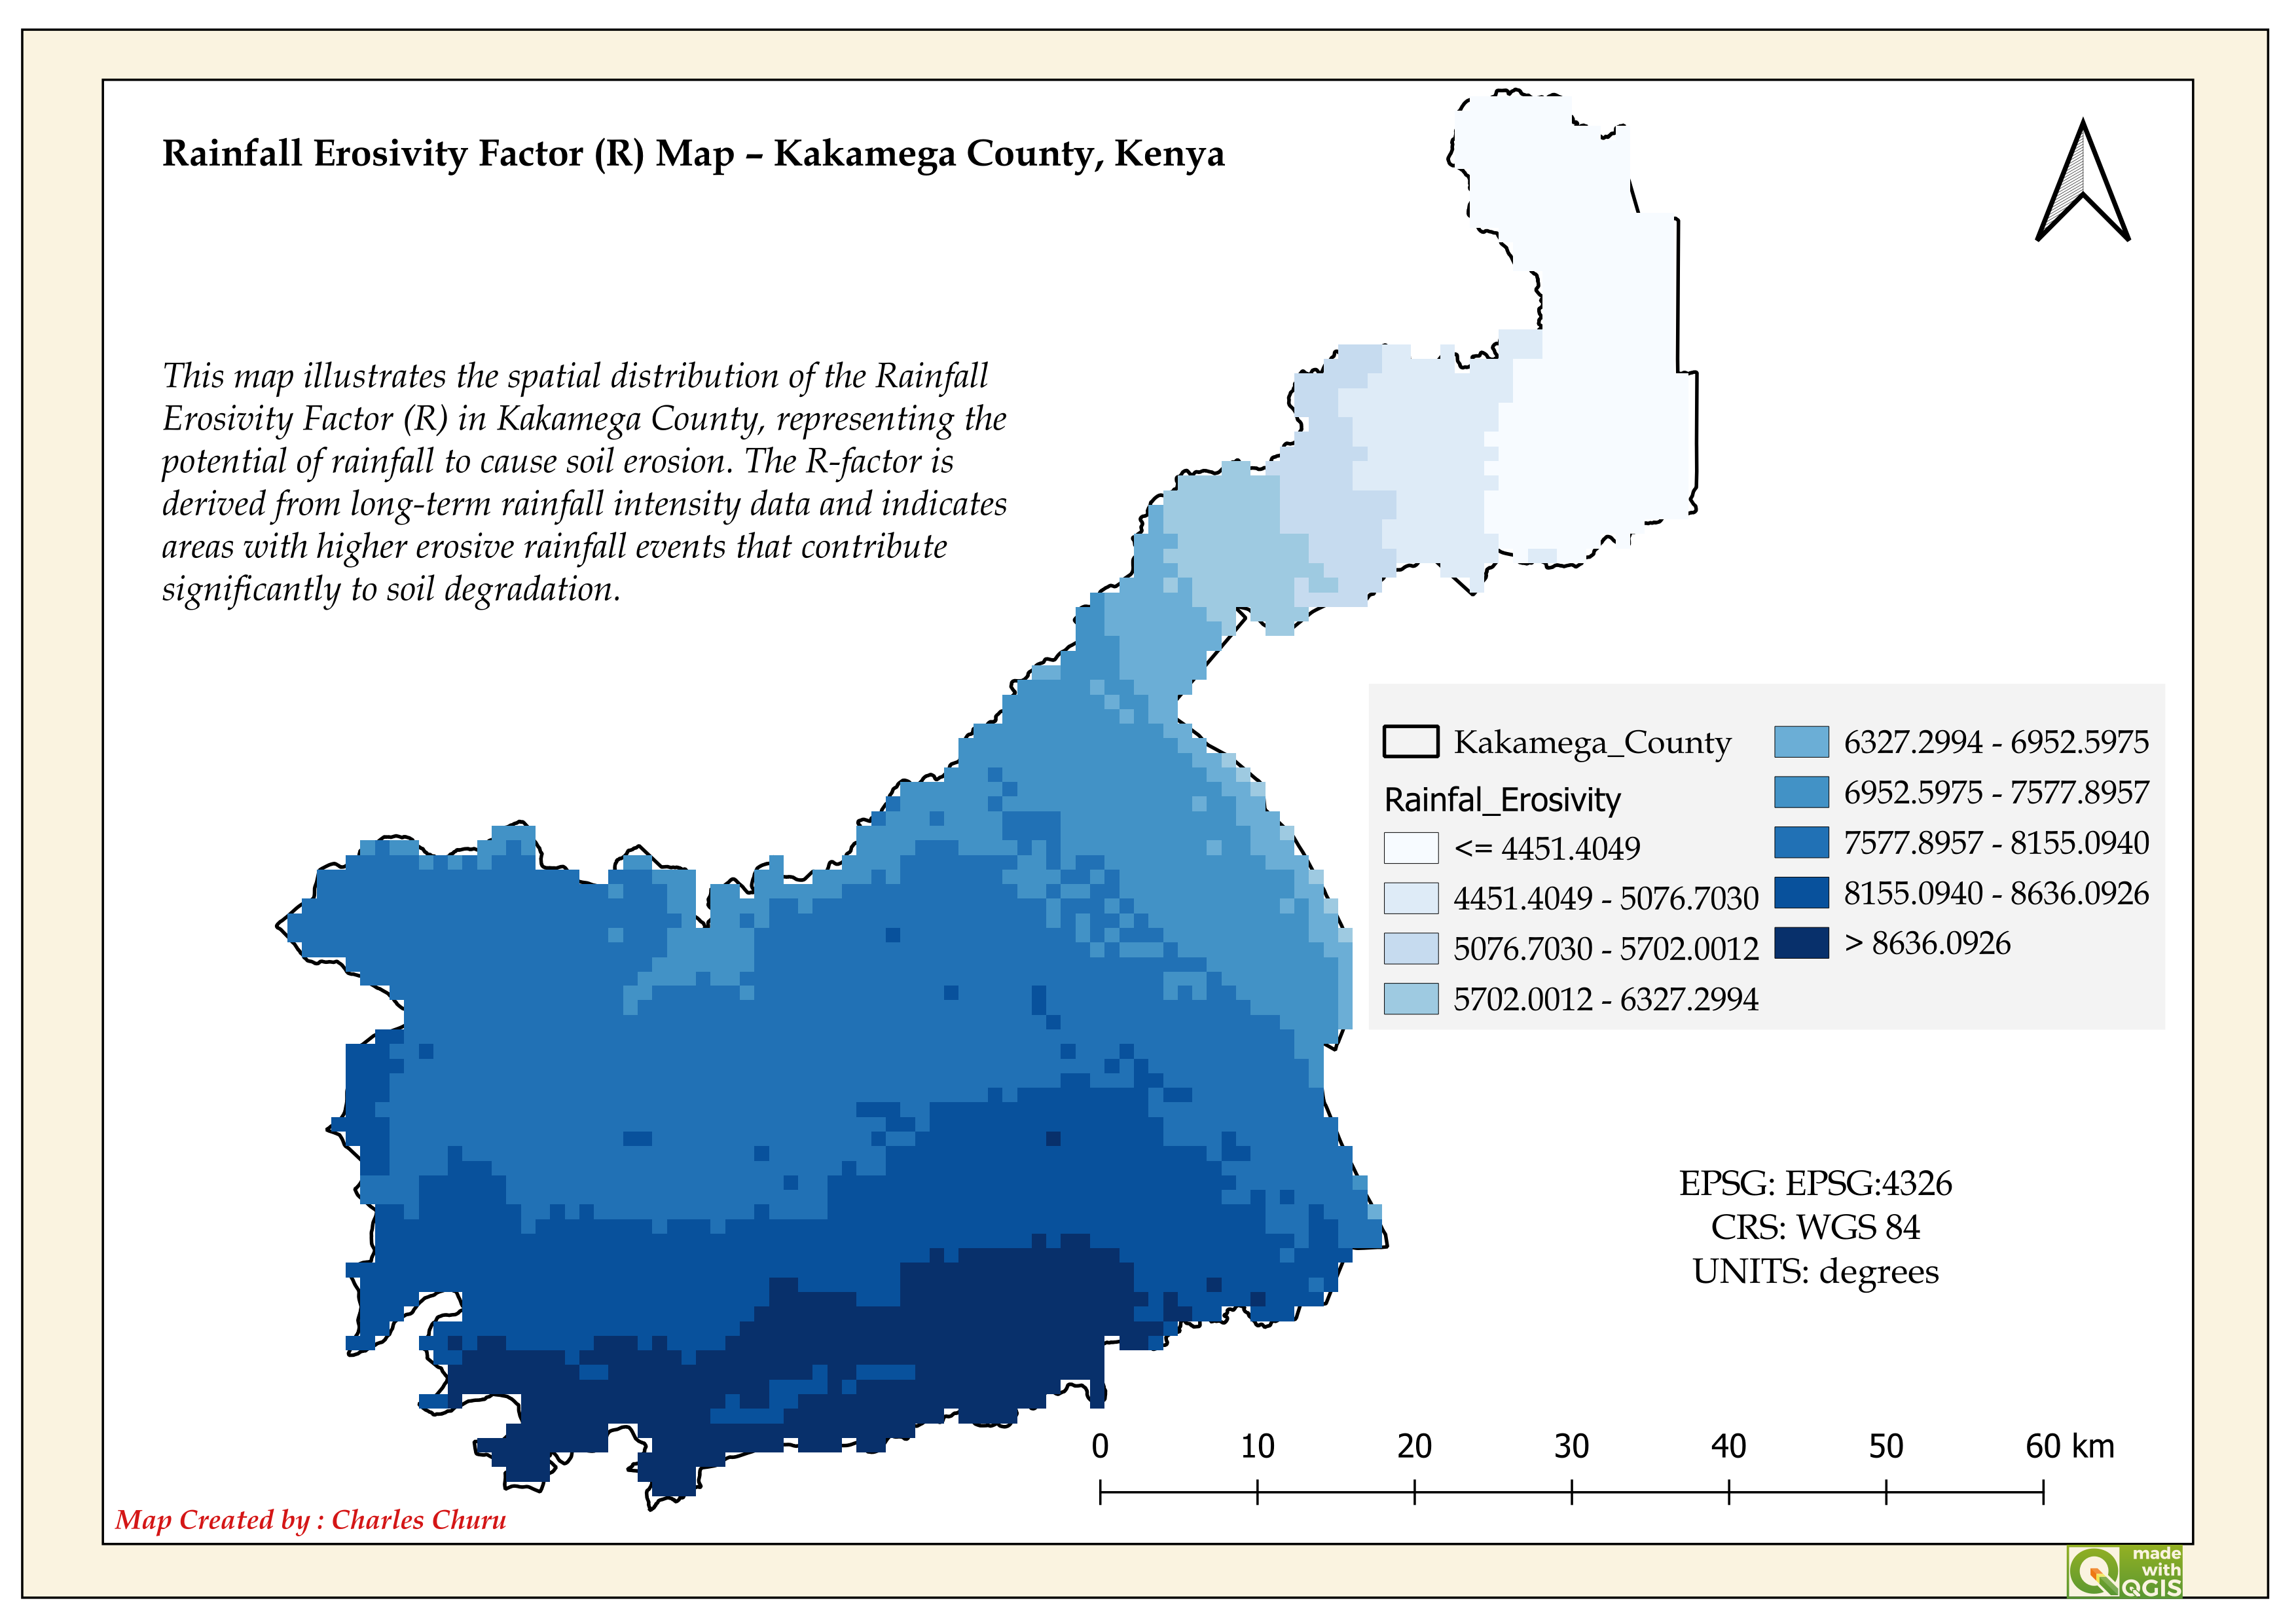 Rainfall Erosivity Factor (R) Map – Kakamega County, Kenya
This map illustrates the spatial distribution of the Rainfall
Erosivity Factor (R) in Kakamega County, representing the
potential of rainfall to cause soil erosion. The R-factor is
derived from long-term rainfall intensity data and indicates
areas with higher erosive rainfall events that contribute
significantly to soil degradation.
Kakamega_County
Rainfal_Erosivity
<= 4451.4049
4451.4049 - 5076.7030
5076.7030 - 5702.0012
5702.0012 - 6327.2994
6327.2994 - 6952.5975
6952.5975 - 7577.8957
7577.8957 - 8155.0940
8155.0940 - 8636.0926
> 8636.0926
EPSG: EPSG:4326
CRS: WGS 84
UNITS: degrees
0 10 20 30 40 50 60 km
Map Created by : Charles Churu
made
with
QGIS